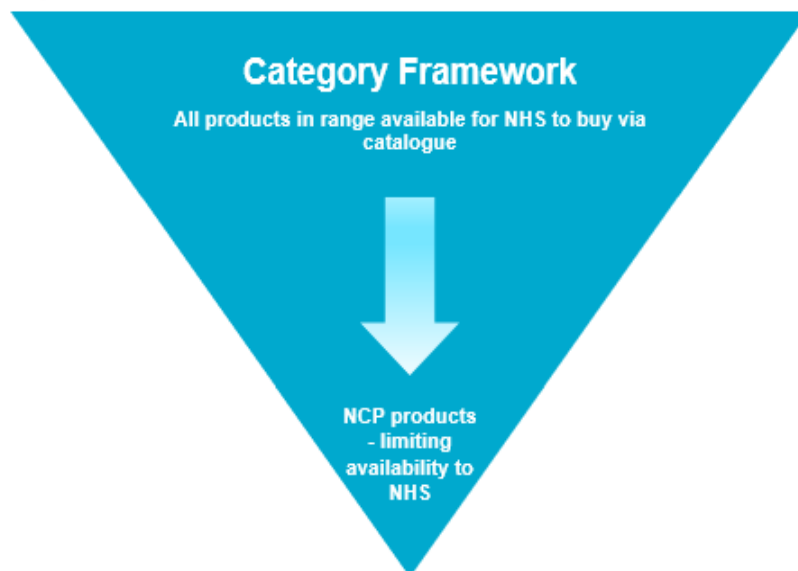 Category Framework
All products in range available for NHS to buy via
catalogue
NCP products
- limiting
availability to
NHS